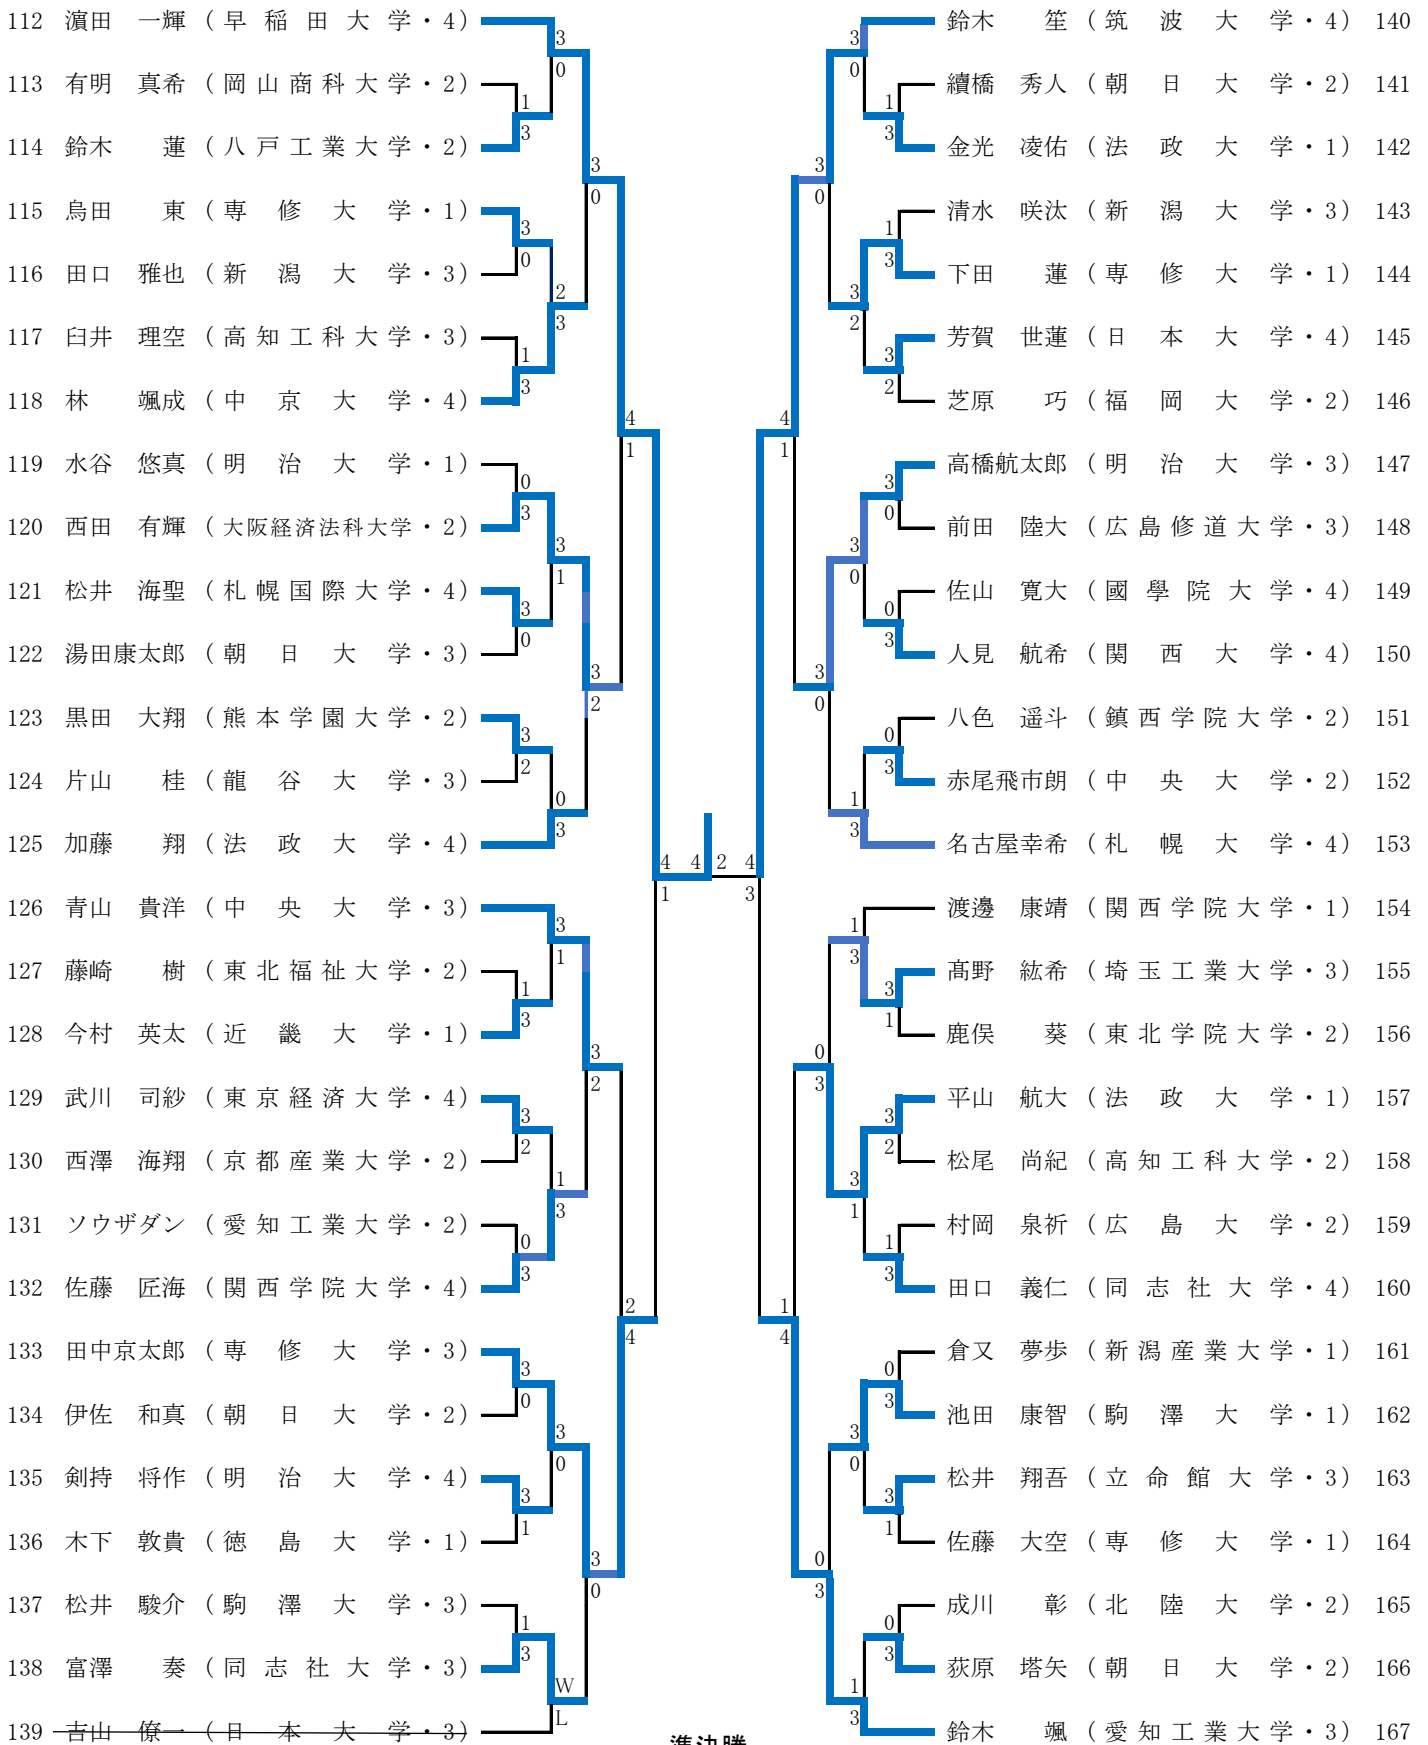 112 濵田 一輝 (早稲田大学・4)
3
0
113 有明 真希 (岡山商科大学・2)
1
3
114 鈴木 蓮 (八戸工業大学・2)
3
0
115 烏田 東 (専修大学・1)
3
0
116 田口 雅也 (新潟大学・3)
2
3
117 臼井 理空 (高知工科大学・3)
1
3
118 林 颯成 (中京大学・4)
4
1
119 水谷 悠真 (明治大学・1)
0
3
120 西田 有輝 (大阪経済法科大学・2)
3
1
121 松井 海聖 (札幌国際大学・4)
3
0
122 湯田康太郎 (朝日大学・3)
3
2
123 黒田 大翔 (熊本学園大学・2)
3
2
124 片山 桂 (龍谷大学・3)
0
3
125 加藤 翔 (法政大学・4)
4 4 2 4
1 3
126 青山 貴洋 (中央大学・3)
3
1
127 藤崎 樹 (東北福祉大学・2)
1
3
128 今村 英太 (近畿大学・1)
3
2
129 武川 司紗 (東京経済大学・4)
3
2
130 西澤 海翔 (京都産業大学・2)
1
3
131 ソウザダン (愛知工業大学・2)
0
3
132 佐藤 匠海 (関西学院大学・4)
2
4
133 田中京太郎 (専修大学・3)
3
0
134 伊佐 和真 (朝日大学・2)
3
0
135 剣持 将作 (明治大学・4)
3
1
136 木下 敦貴 (徳島大学・1)
3
0
137 松井 駿介 (駒澤大学・3)
1
3
138 富澤 奏 (同志社大学・3)
W
L
139 吉山 僚一 (日本大学・3)
鈴木 笙 (筑波大学・4) 140
3
0
續橋 秀人 (朝日大学・2) 141
1
3
金光 凌佑 (法政大学・1) 142
3
0
清水 咲汰 (新潟大学・3) 143
1
3
下田 蓮 (専修大学・1) 144
3
2
芳賀 世蓮 (日本大学・4) 145
3
2
芝原 巧 (福岡大学・2) 146
4
1
高橋航太郎 (明治大学・3) 147
3
0
前田 陸大 (広島修道大学・3) 148
3
0
佐山 寛大 (國學院大学・4) 149
0
3
人見 航希 (関西大学・4) 150
3
0
八色 遥斗 (鎮西学院大学・2) 151
0
3
赤尾飛市朗 (中央大学・2) 152
1
3
名古屋幸希 (札幌大学・4) 153
渡邊 康靖 (関西学院大学・1) 154
1
3
髙野 紘希 (埼玉工業大学・3) 155
3
1
鹿俣 葵 (東北学院大学・2) 156
0
3
平山 航大 (法政大学・1) 157
3
2
松尾 尚紀 (高知工科大学・2) 158
3
1
村岡 泉祈 (広島大学・2) 159
1
3
田口 義仁 (同志社大学・4) 160
1
4
倉又 夢歩 (新潟産業大学・1) 161
0
3
池田 康智 (駒澤大学・1) 162
3
0
松井 翔吾 (立命館大学・3) 163
3
1
佐藤 大空 (専修大学・1) 164
0
3
成川 彰 (北陸大学・2) 165
0
3
荻原 塔矢 (朝日大学・2) 166
1
3
鈴木 颯 (愛知工業大学・3) 167
準決勝